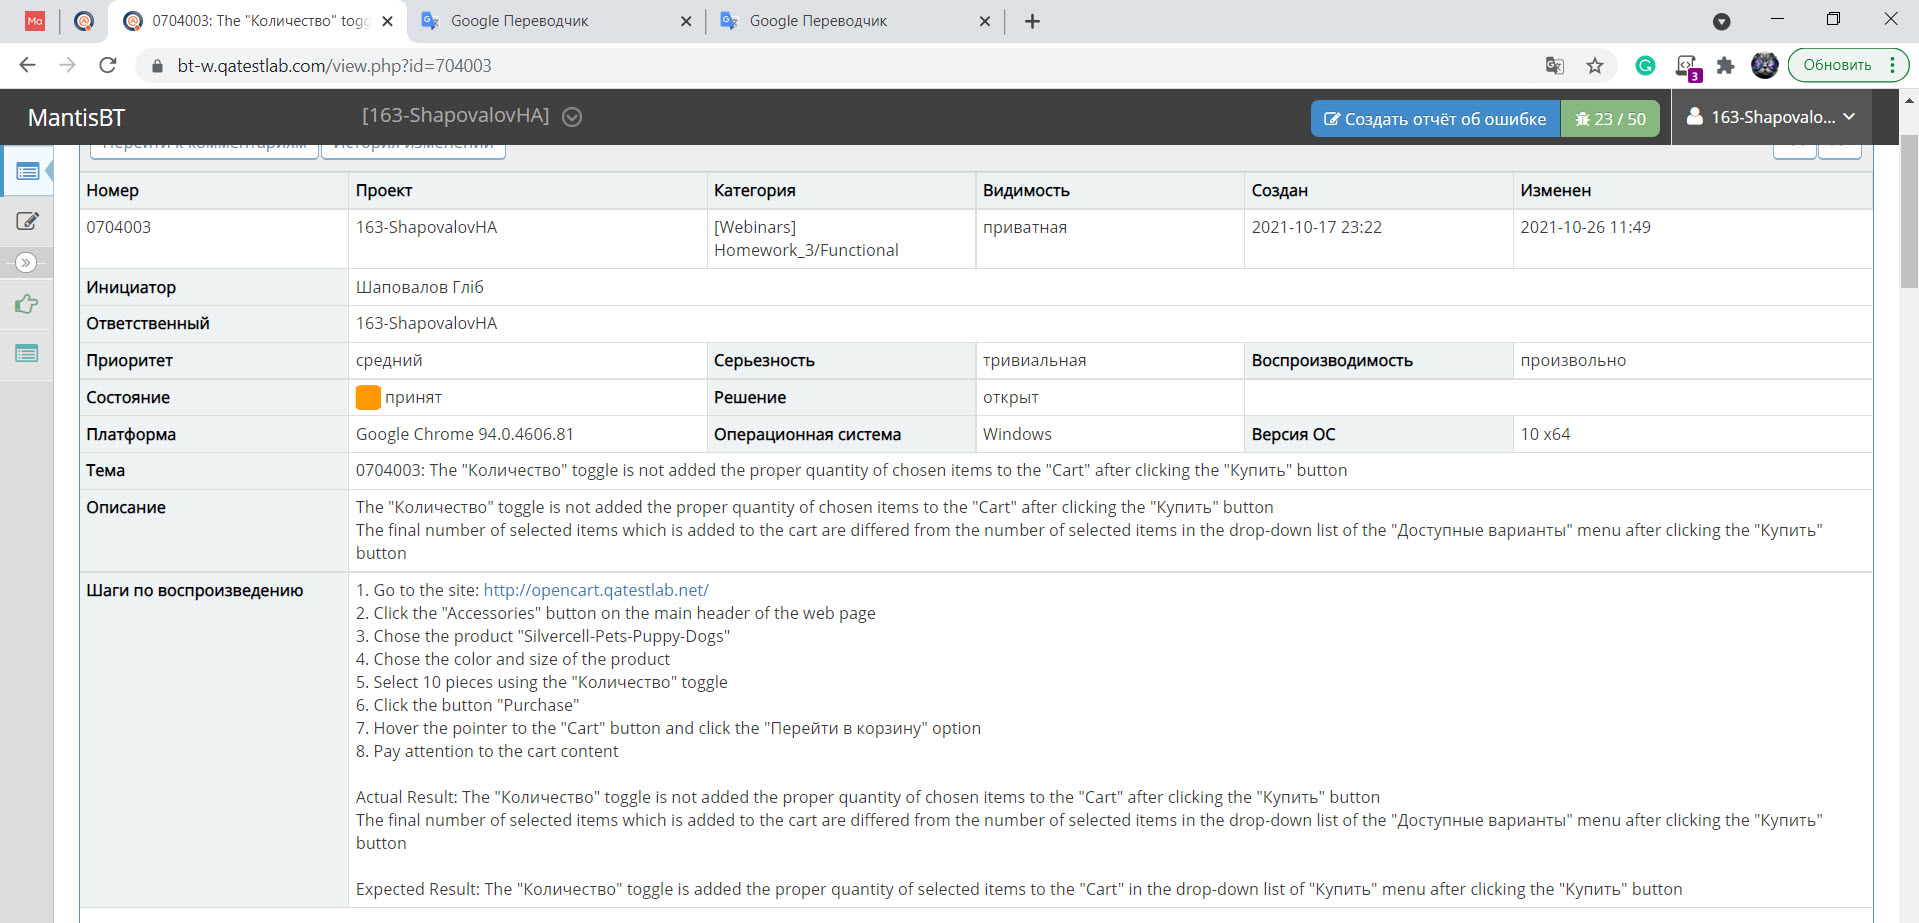 Ma
0704003: The "Количество" togg
Google Переводчик
Google Переводчик
bt-w.qatestlab.com/view.php?id=704003
3
Обновить
MantisBT
[163-ShapovalovHA]
Создать отчёт об ошибке
23 / 50
163-Shapovalo...
Перейти к комментариям
История изменений
Номер Проект Категория Видимость Создан Изменен
0704003 163-ShapovalovHA [Webinars] приватная 2021-10-17 23:22 2021-10-26 11:49
Homework_3/Functional
Инициатор Шаповалов Гліб
Ответственный 163-ShapovalovHA
Приоритет средний Серьезность тривиальная Воспроизводимость произвольно
Состояние принят Решение открыт
Платформа Google Chrome 94.0.4606.81 Операционная система Windows Версия ОС 10 x64
Тема 0704003: The "Количество" toggle is not added the proper quantity of chosen items to the "Cart" after clicking the "Купить" button
Описание The "Количество" toggle is not added the proper quantity of chosen items to the "Cart" after clicking the "Купить" button
The final number of selected items which is added to the cart are differed from the number of selected items in the drop-down list of the "Доступные варианты" menu after clicking the "Купить"
button
Шаги по воспроизведению 1. Go to the site: http://opencart.qatestlab.net/
2. Click the "Accessories" button on the main header of the web page
3. Chose the product "Silvercell-Pets-Puppy-Dogs"
4. Chose the color and size of the product
5. Select 10 pieces using the "Количество" toggle
6. Click the button "Purchase"
7. Hover the pointer to the "Cart" button and click the "Перейти в корзину" option
8. Pay attention to the cart content
Actual Result: The "Количество" toggle is not added the proper quantity of chosen items to the "Cart" after clicking the "Купить" button
The final number of selected items which is added to the cart are differed from the number of selected items in the drop-down list of the "Доступные варианты" menu after clicking the "Купить"
button
Expected Result: The "Количество" toggle is added the proper quantity of selected items to the "Cart" in the drop-down list of "Купить" menu after clicking the "Купить" button